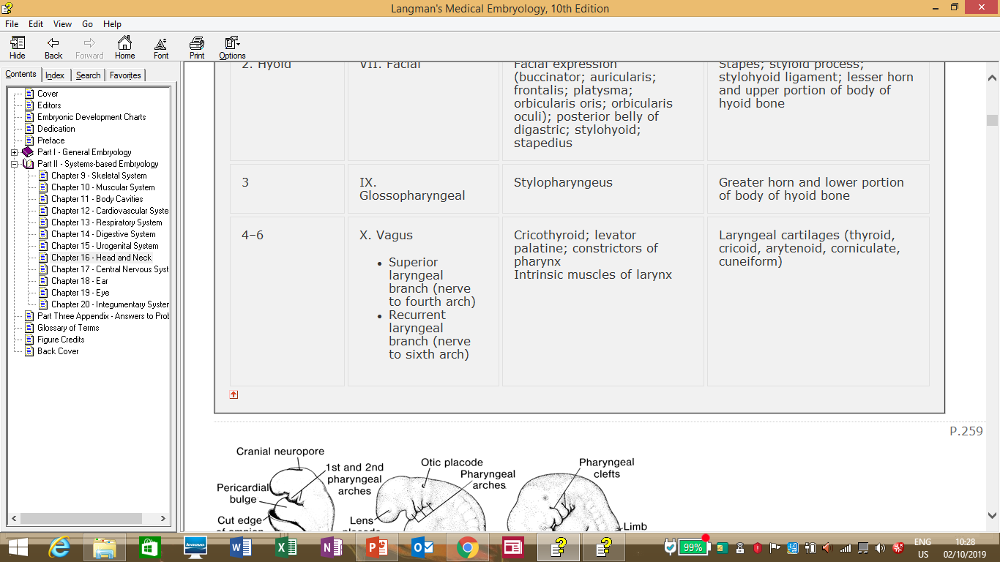 Langman's Medical Embryology, 10th Edition
File Edit View Go Help
Hide Back Forward Home Font Print Options
Contents Index Search Favorites
Cover
Editors
Embryonic Development Charts
Dedication
Preface
Part I - General Embryology
Part II - Systems-based Embryology
Chapter 9 - Skeletal System
Chapter 10 - Muscular System
Chapter 11 - Body Cavities
Chapter 12 - Cardiovascular Syste
Chapter 13 - Respiratory System
Chapter 14 - Digestive System
Chapter 15 - Urogenital System
Chapter 16 - Head and Neck
Chapter 17 - Central Nervous Syst
Chapter 18 - Ear
Chapter 19 - Eye
Chapter 20 - Integumentary System
Part Three Appendix - Answers to Prob
Glossary of Terms
Figure Credits
Back Cover
2. Hyoid
VII. Facial
Facial expression
(buccinator; auricularis;
frontalis; platysma;
orbicularis oris; orbicularis
oculi); posterior belly of
digastric; stylohyoid;
stapedius
Stapes; styloid process;
stylohyoid ligament; lesser horn
and upper portion of body of
hyoid bone
3
IX.
Glossopharyngeal
Stylopharyngeus
Greater horn and lower portion
of body of hyoid bone
4–6
X. Vagus
• Superior
laryngeal
branch (nerve
to fourth arch)
• Recurrent
laryngeal
branch (nerve
to sixth arch)
Cricothyroid; levator
palatine; constrictors of
pharynx
Intrinsic muscles of larynx
Laryngeal cartilages (thyroid,
cricoid, arytenoid, corniculate,
cuneiform)
P.259
Cranial neuropore
1st and 2nd
pharyngeal
arches
Pericardial
bulge
Cut edge
of amnion
Otic placode
Pharyngeal
arches
Lens
placode
Pharyngeal
clefts
Limb
lenovo
99%
ENG
US
10:28
02/10/2019